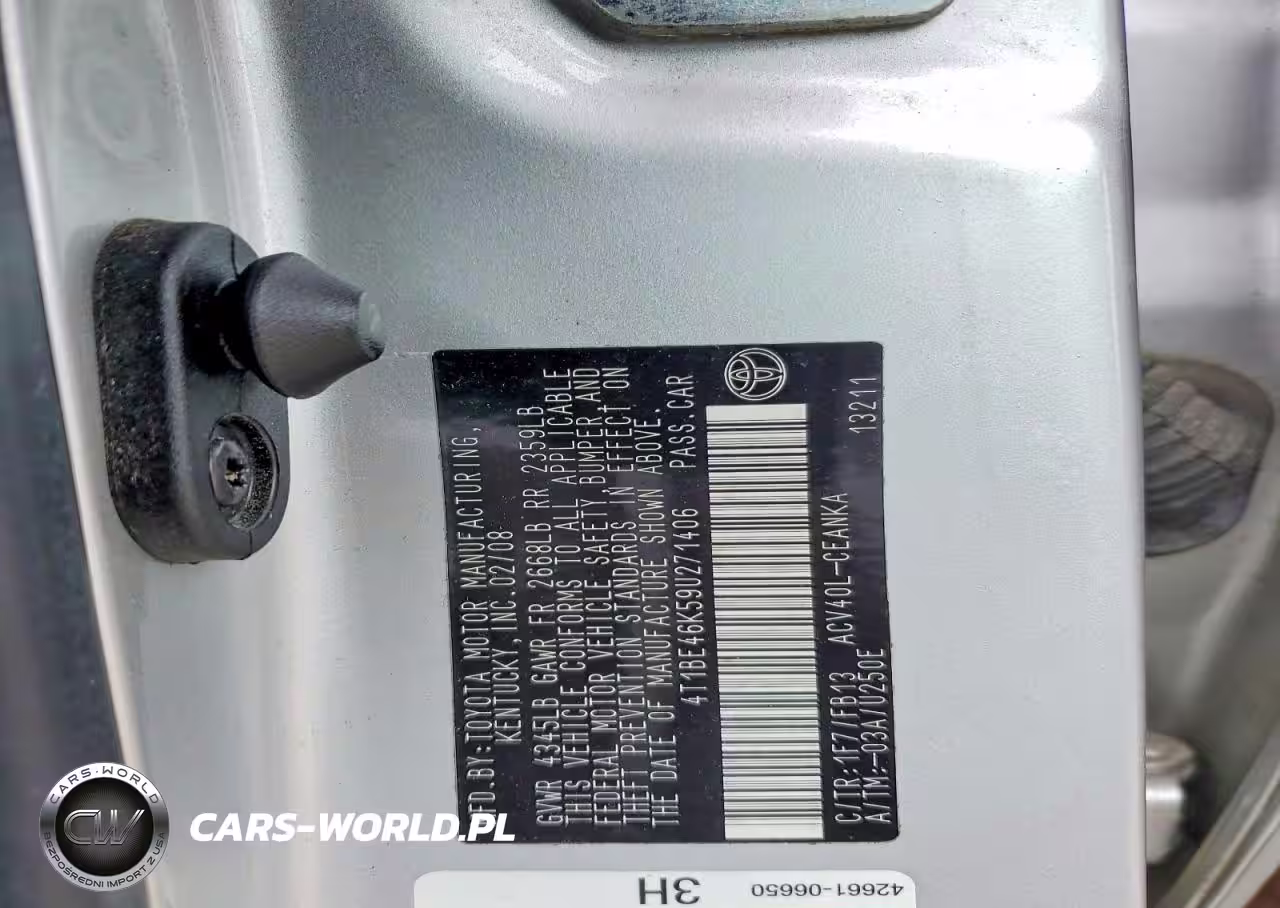 MFD.BY:TOYOTA MOTOR MANUFACTURING,
KENTUCKY, INC.02/08
GVWR 4345LB GAWR FR 2668LB RR 2359LB
THIS VEHICLE CONFORMS TO ALL APPLICABLE
FEDERAL MOTOR VEHICLE SAFETY,BUMPER,AND
THEFT PREVENTION STANDARDS IN EFFECT ON
THE DATE OF MANUFACTURE SHOWN ABOVE.
4T1BE46K59U271406 PASS.CAR
C/TR:1F7/FB13 ACV40L-CEANKA 13211
A/TM:-03A/U250E
42661-06650 3H
CARS-WORLD
CW
BEZPOŚREDNI IMPORT Z USA
CARS-WORLD.PL